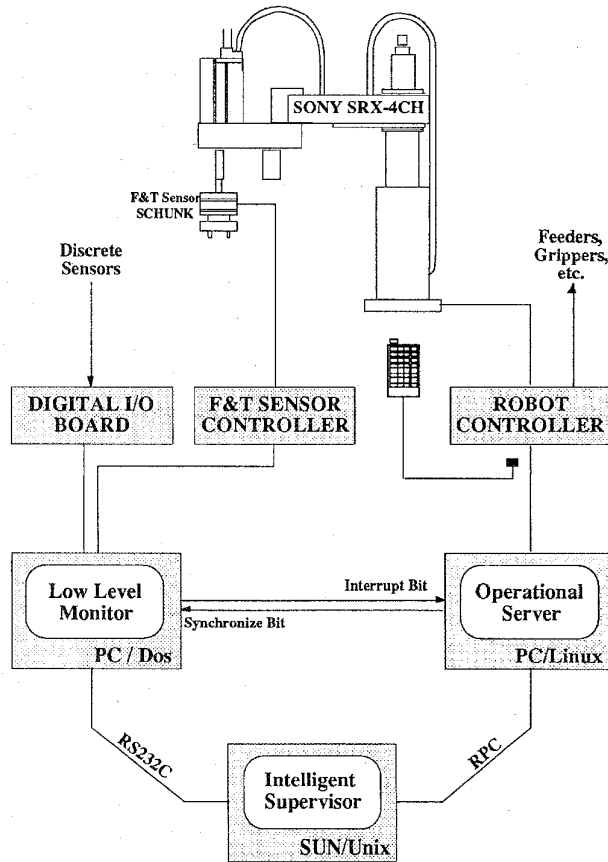 SONY SRX-4CH
F&T Sensor
SCHUNK
Discrete
Sensors
Feeders,
Grippers,
etc.
DIGITAL I/O
BOARD
F&T SENSOR
CONTROLLER
ROBOT
CONTROLLER
Low Level
Monitor
PC / Dos
Interrupt Bit
Synchronize Bit
Operational
Server
PC/Linux
RS232C
RPC
Intelligent
Supervisor
SUN/Unix